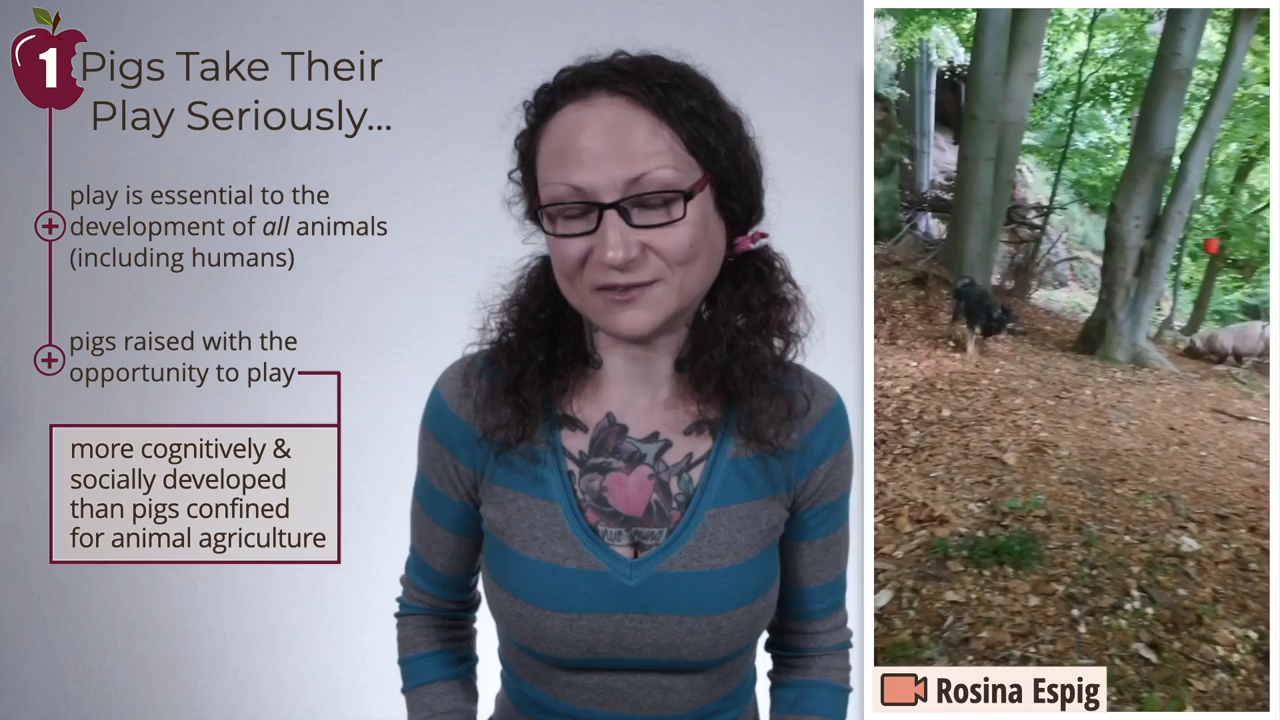 1
Pigs Take Their
Play Seriously...
play is essential to the
development of all animals
(including humans)
pigs raised with the
opportunity to play
more cognitively &
socially developed
than pigs confined
for animal agriculture
Rosina Espig